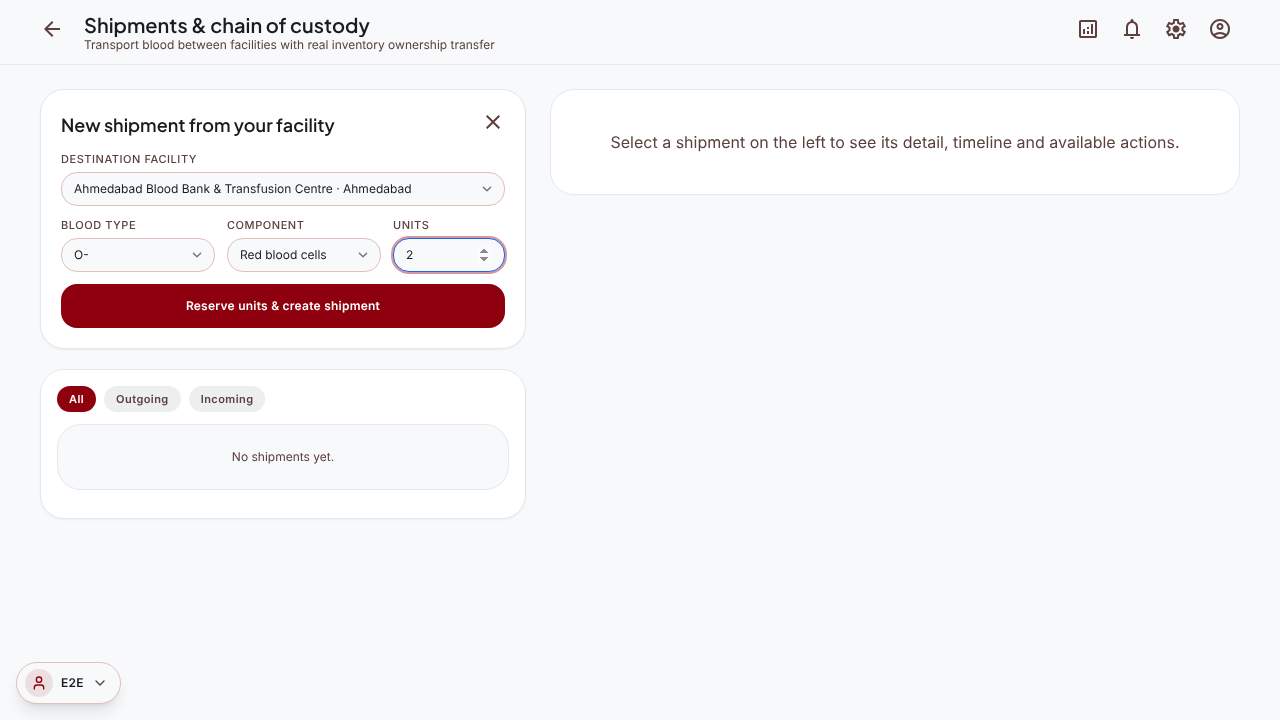 Shipments & chain of custody
Transport blood between facilities with real inventory ownership transfer
New shipment from your facility
DESTINATION FACILITY
Ahmedabad Blood Bank & Transfusion Centre · Ahmedabad
BLOOD TYPE COMPONENT UNITS
O- Red blood cells 2
Reserve units & create shipment
All Outgoing Incoming
No shipments yet.
Select a shipment on the left to see its detail, timeline and available actions.
E2E